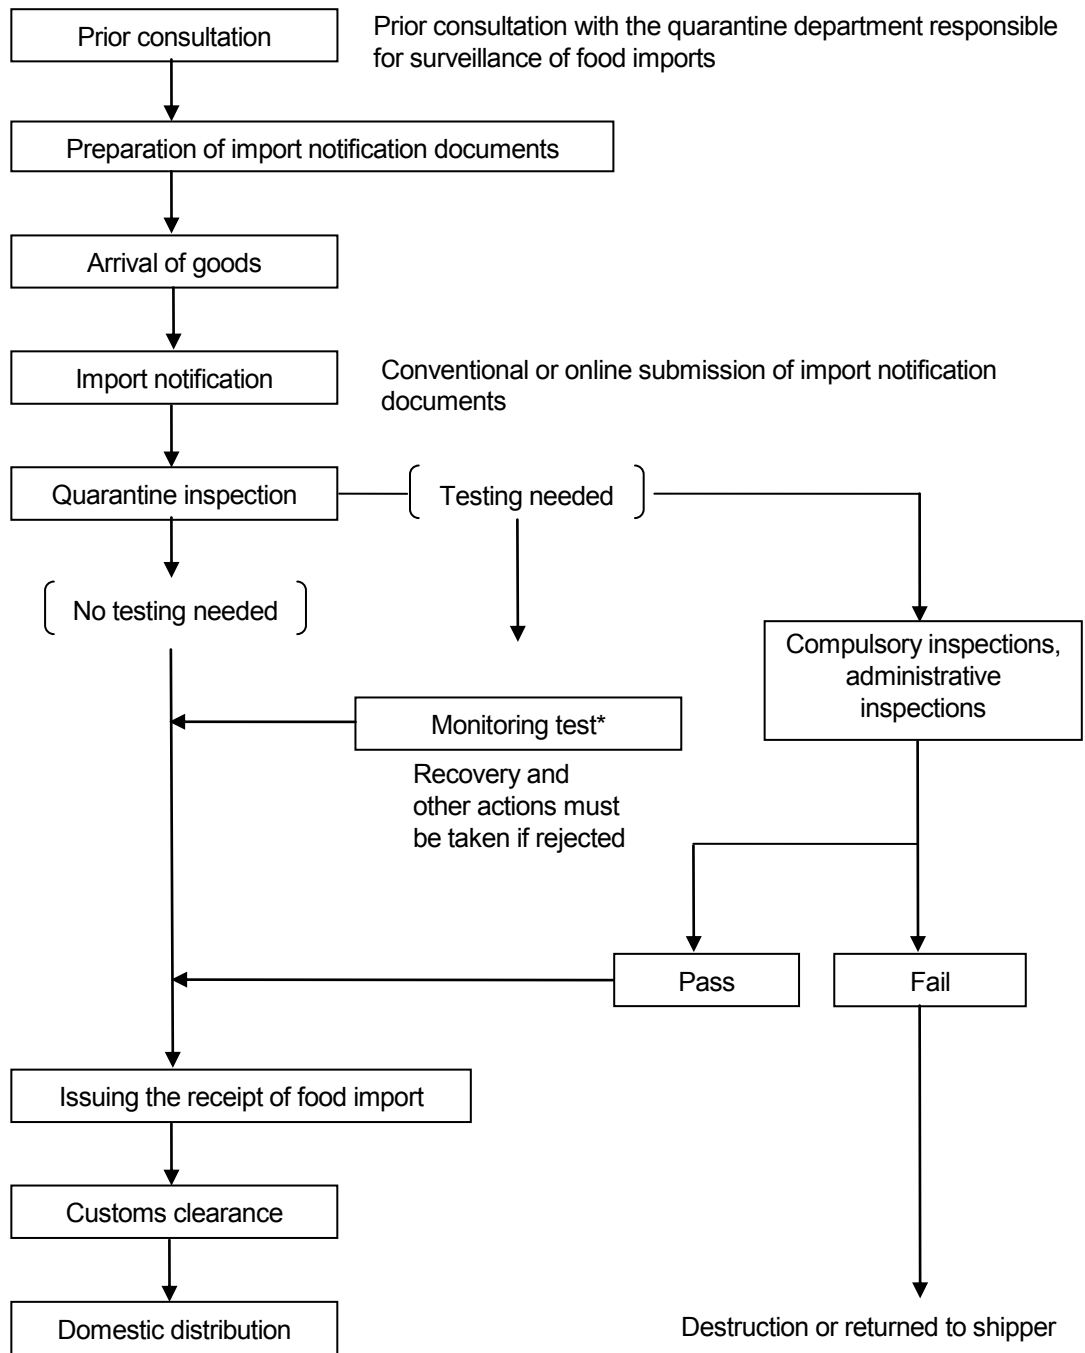 Prior consultation
Prior consultation with the quarantine department responsible
for surveillance of food imports
Preparation of import notification documents
Arrival of goods
Import notification
Conventional or online submission of import notification
documents
Quarantine inspection
Testing needed
No testing needed
Compulsory inspections,
administrative
inspections
Monitoring test*
Recovery and
other actions must
be taken if rejected
Pass
Fail
Issuing the receipt of food import
Customs clearance
Domestic distribution
Destruction or returned to shipper